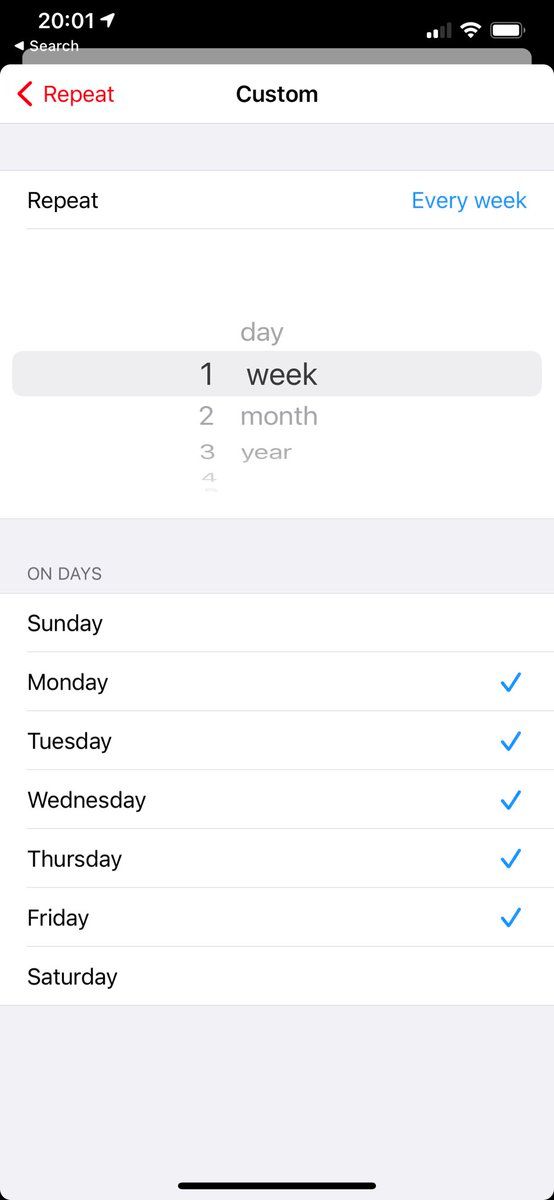 20:01
◀ Search
Repeat Custom
Repeat Every week
day
1 week
2 month
3 year
4
ON DAYS
Sunday
Monday
Tuesday
Wednesday
Thursday
Friday
Saturday